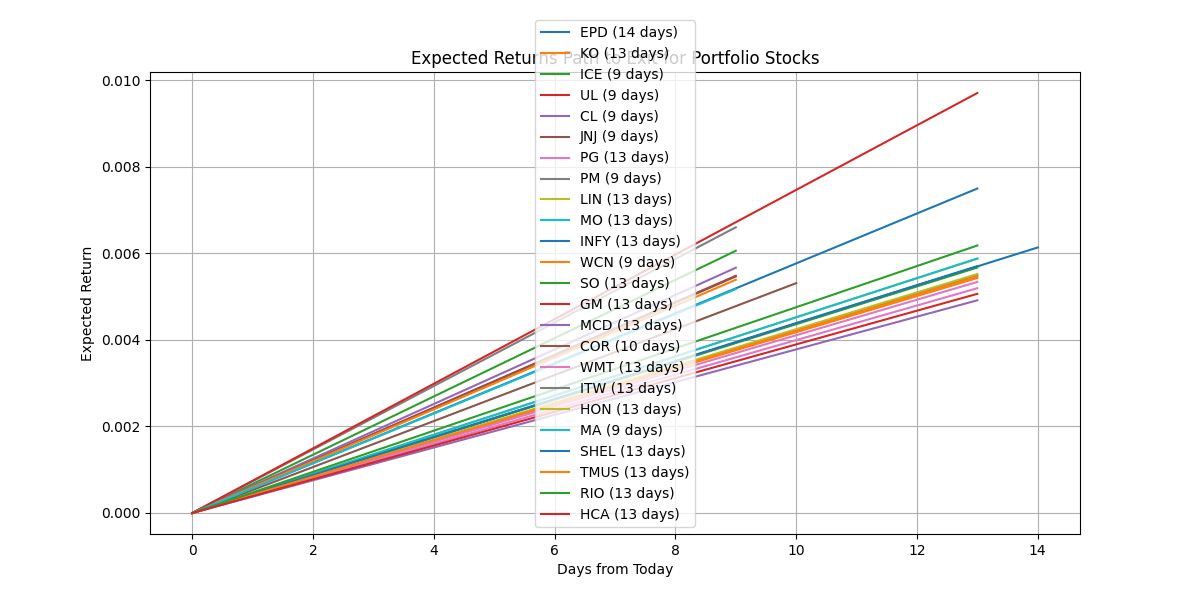 Expected Returns Path to Exit for Portfolio Stocks
EPD (14 days)
KO (13 days)
ICE (9 days)
UL (9 days)
CL (9 days)
JNJ (9 days)
PG (13 days)
PM (9 days)
LIN (13 days)
MO (13 days)
INFY (13 days)
WCN (9 days)
SO (13 days)
GM (13 days)
MCD (13 days)
COR (10 days)
WMT (13 days)
ITW (13 days)
HON (13 days)
MA (9 days)
SHEL (13 days)
TMUS (13 days)
RIO (13 days)
HCA (13 days)
Expected Return
0.010
0.008
0.006
0.004
0.002
0.000
0 2 4 6 8 10 12 14
Days from Today